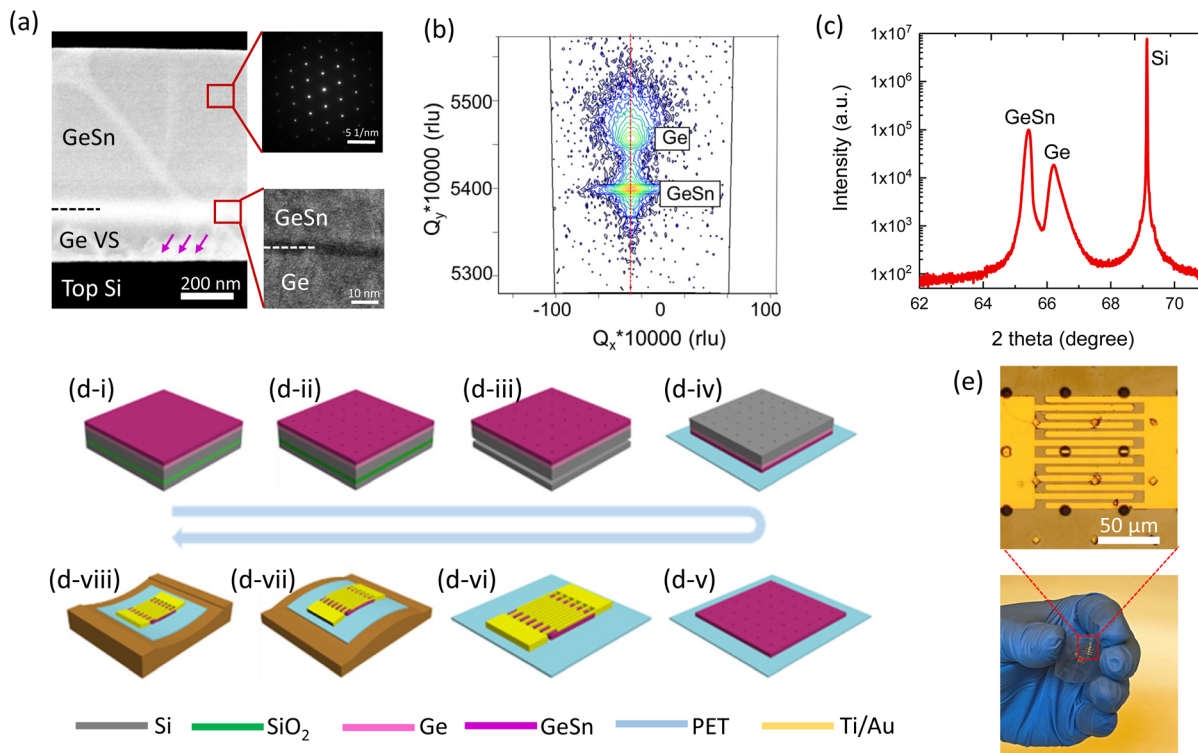 (a)
GeSn
Ge VS
Top Si
200 nm
5 1/nm
GeSn
Ge
10 nm
(b)
Q_y*10000 (rlu)
5500
5400
5300
Ge
GeSn
-100
0
100
Q_x*10000 (rlu)
(c)
Intensity (a.u.)
1x10^7
1x10^6
1x10^5
1x10^4
1x10^3
1x10^2
GeSn
Ge
Si
62
64
66
68
70
2 theta (degree)
(d-i)
(d-ii)
(d-iii)
(d-iv)
(d-viii)
(d-vii)
(d-vi)
(d-v)
(e)
50 μm
Si
SiO₂
Ge
GeSn
PET
Ti/Au